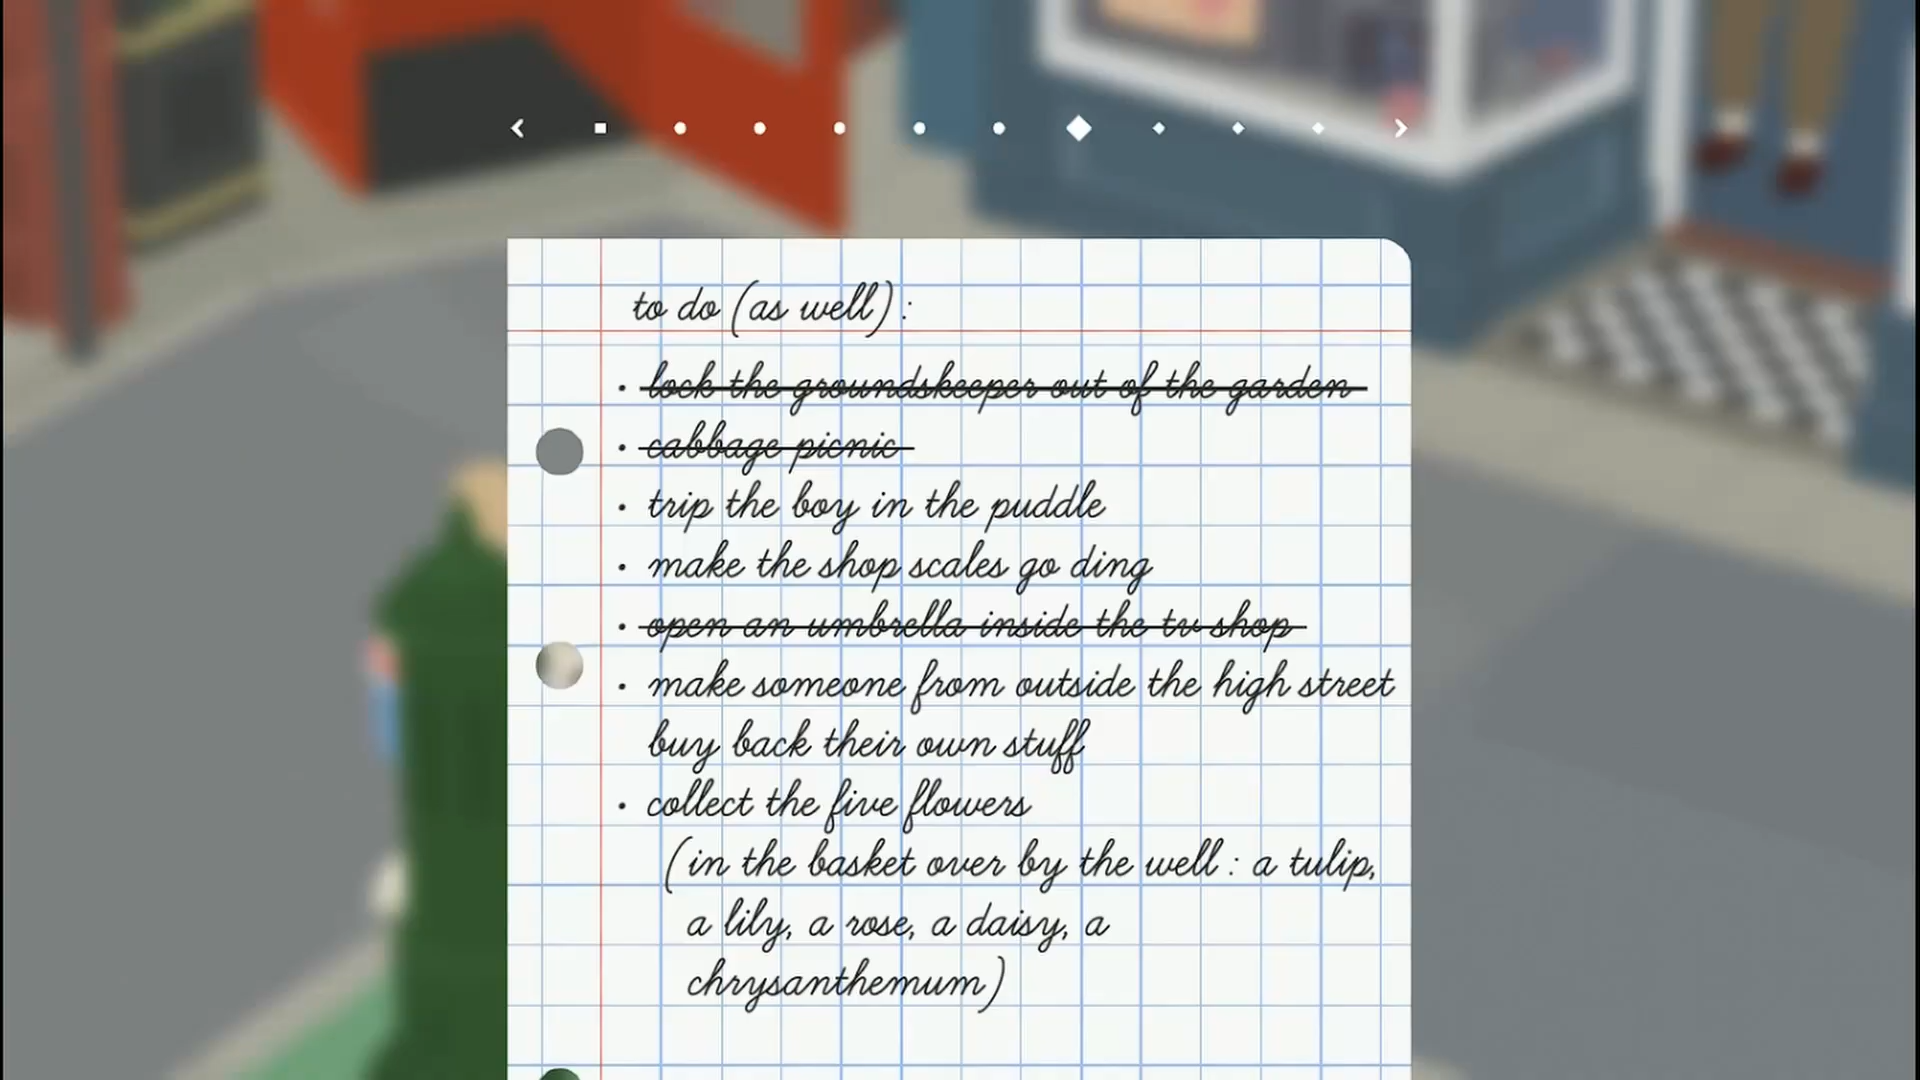 to do (as well) :
• lock the groundskeeper out of the garden
• cabbage picnic
• trip the boy in the puddle
• make the shop scales go ding
• open an umbrella inside the tv shop
• make someone from outside the high street
buy back their own stuff
• collect the five flowers
(in the basket over by the well : a tulip,
a lily, a rose, a daisy, a
chrysanthemum)